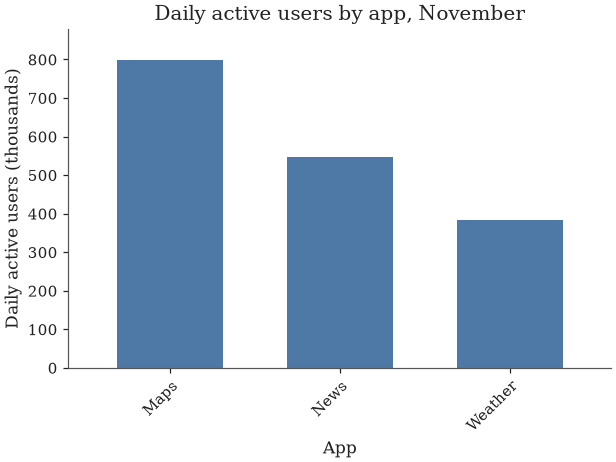 Daily active users by app, November
Daily active users (thousands)
800
700
600
500
400
300
200
100
0
Maps
News
Weather
App